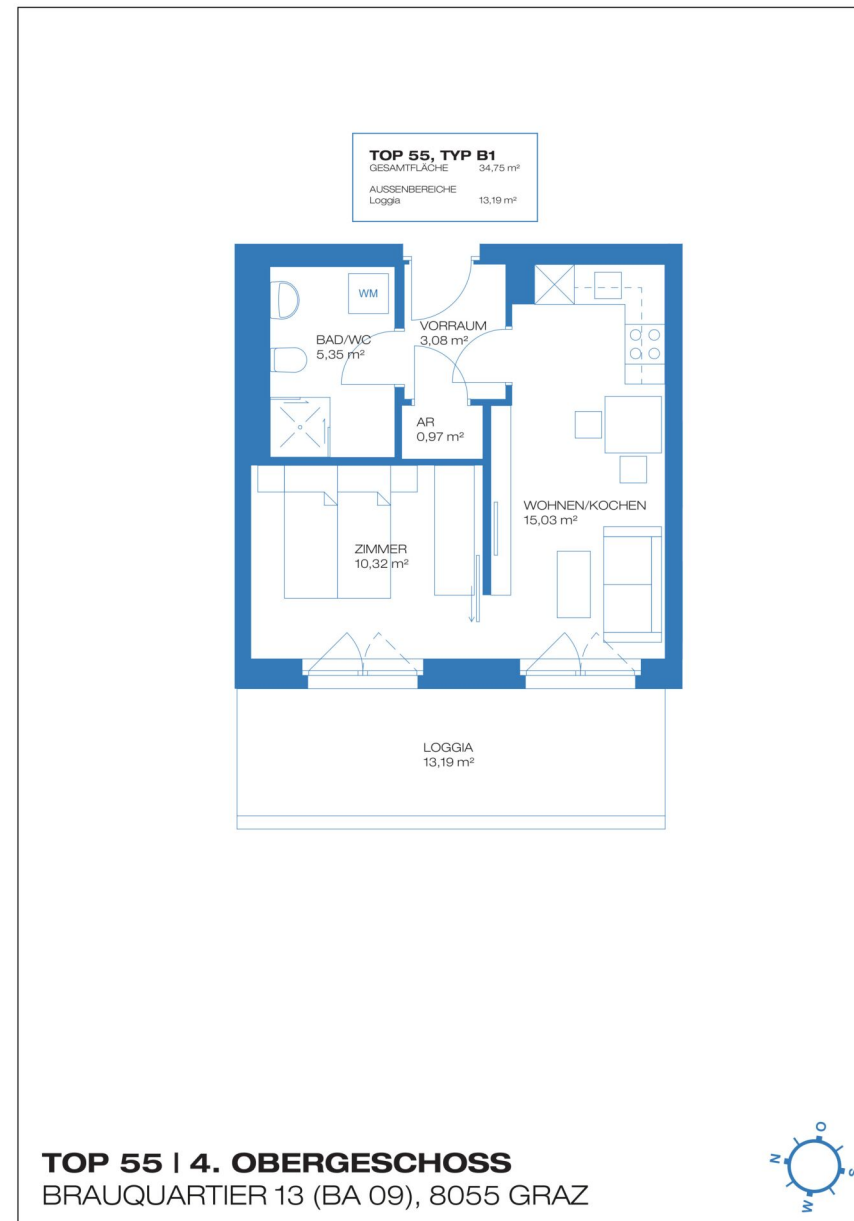 TOP 55, TYP B1
GESAMTFLÄCHE 34,75 m²
AUSSENBEREICHE
Loggia 13,19 m²
WM
BAD/WC
5,35 m²
VORRAUM
3,08 m²
AR
0,97 m²
WOHNEN/KOCHEN
15,03 m²
ZIMMER
10,32 m²
LOGGIA
13,19 m²
TOP 55 | 4. OBERGESCHOSS
BRAUQUARTIER 13 (BA 09), 8055 GRAZ
N
O
S
W